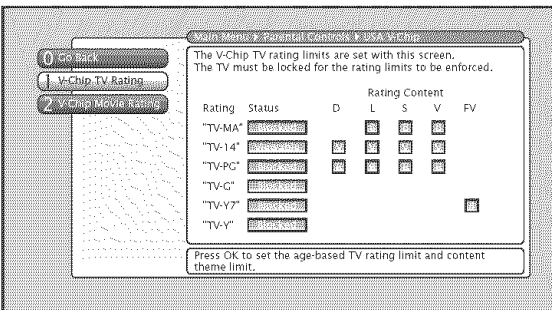 Main Menu ▸ Parental Controls ▸ USA V-Chip
0 Go Back
1 V-Chip TV Rating
2 V-Chip Movie Rating
The V-Chip TV rating limits are set with this screen.
The TV must be locked for the rating limits to be enforced.
Rating Content
Rating Status D L S V FV
"TV-MA"
"TV-14"
"TV-PG"
"TV-G"
"TV-Y7"
"TV-Y"
Press OK to set the age-based TV rating limit and content
theme limit.